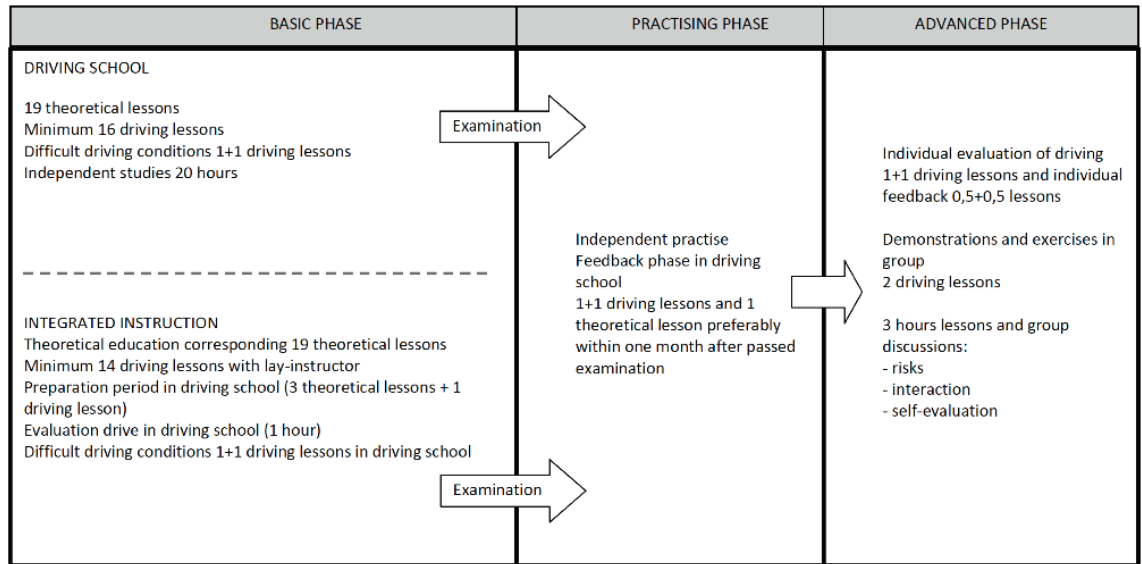 BASIC PHASE
PRACTISING PHASE
ADVANCED PHASE
DRIVING SCHOOL
19 theoretical lessons
Minimum 16 driving lessons
Difficult driving conditions 1+1 driving lessons
Independent studies 20 hours
Examination
INTEGRATED INSTRUCTION
Theoretical education corresponding 19 theoretical lessons
Minimum 14 driving lessons with lay-instructor
Preparation period in driving school (3 theoretical lessons + 1
driving lesson)
Evaluation drive in driving school (1 hour)
Difficult driving conditions 1+1 driving lessons in driving school
Examination
Independent practise
Feedback phase in driving
school
1+1 driving lessons and 1
theoretical lesson preferably
within one month after passed
examination
Individual evaluation of driving
1+1 driving lessons and individual
feedback 0,5+0,5 lessons
Demonstrations and exercises in
group
2 driving lessons
3 hours lessons and group
discussions:
- risks
- interaction
- self-evaluation